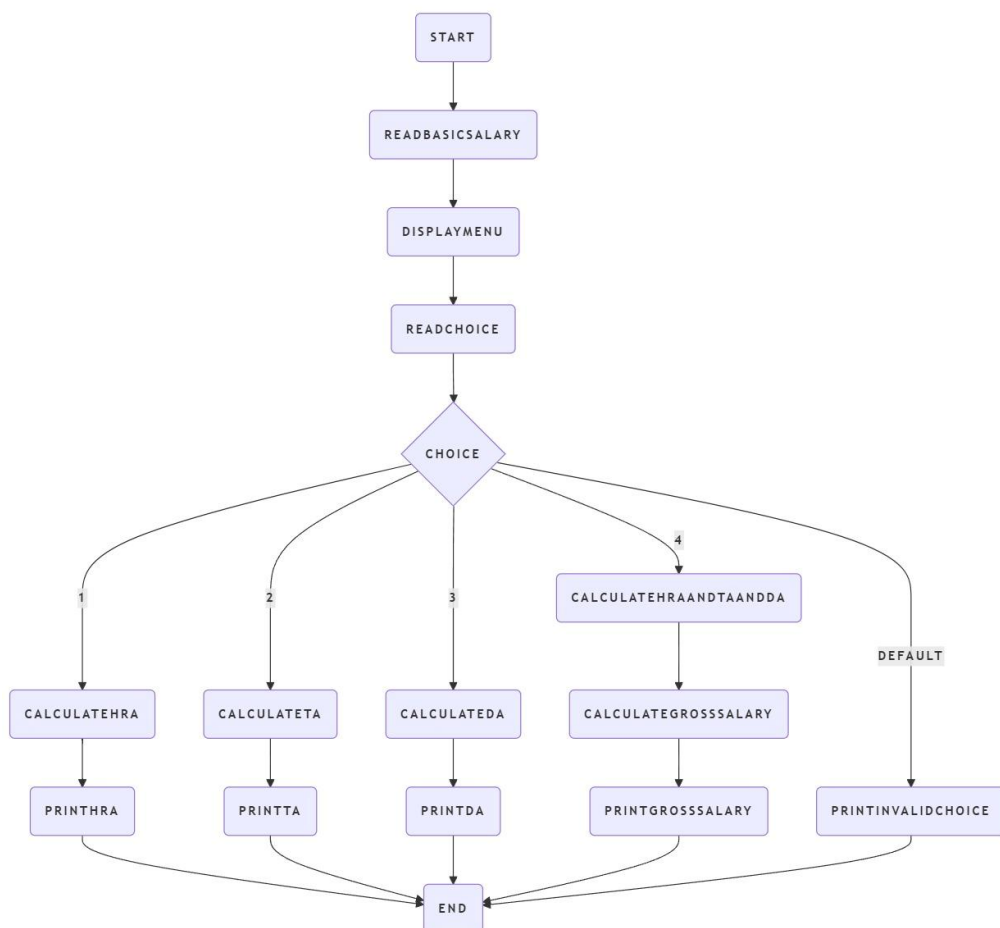 START
READBASICSALARY
DISPLAYMENU
READCHOICE
CHOICE
1
2
3
4
DEFAULT
CALCULATEHRAANDTAANDDA
CALCULATEHRA
CALCULATETA
CALCULATEDA
CALCULATEGROSSSALARY
PRINTHRA
PRINTTA
PRINTDA
PRINTGROSSSALARY
PRINTINVALIDCHOICE
END